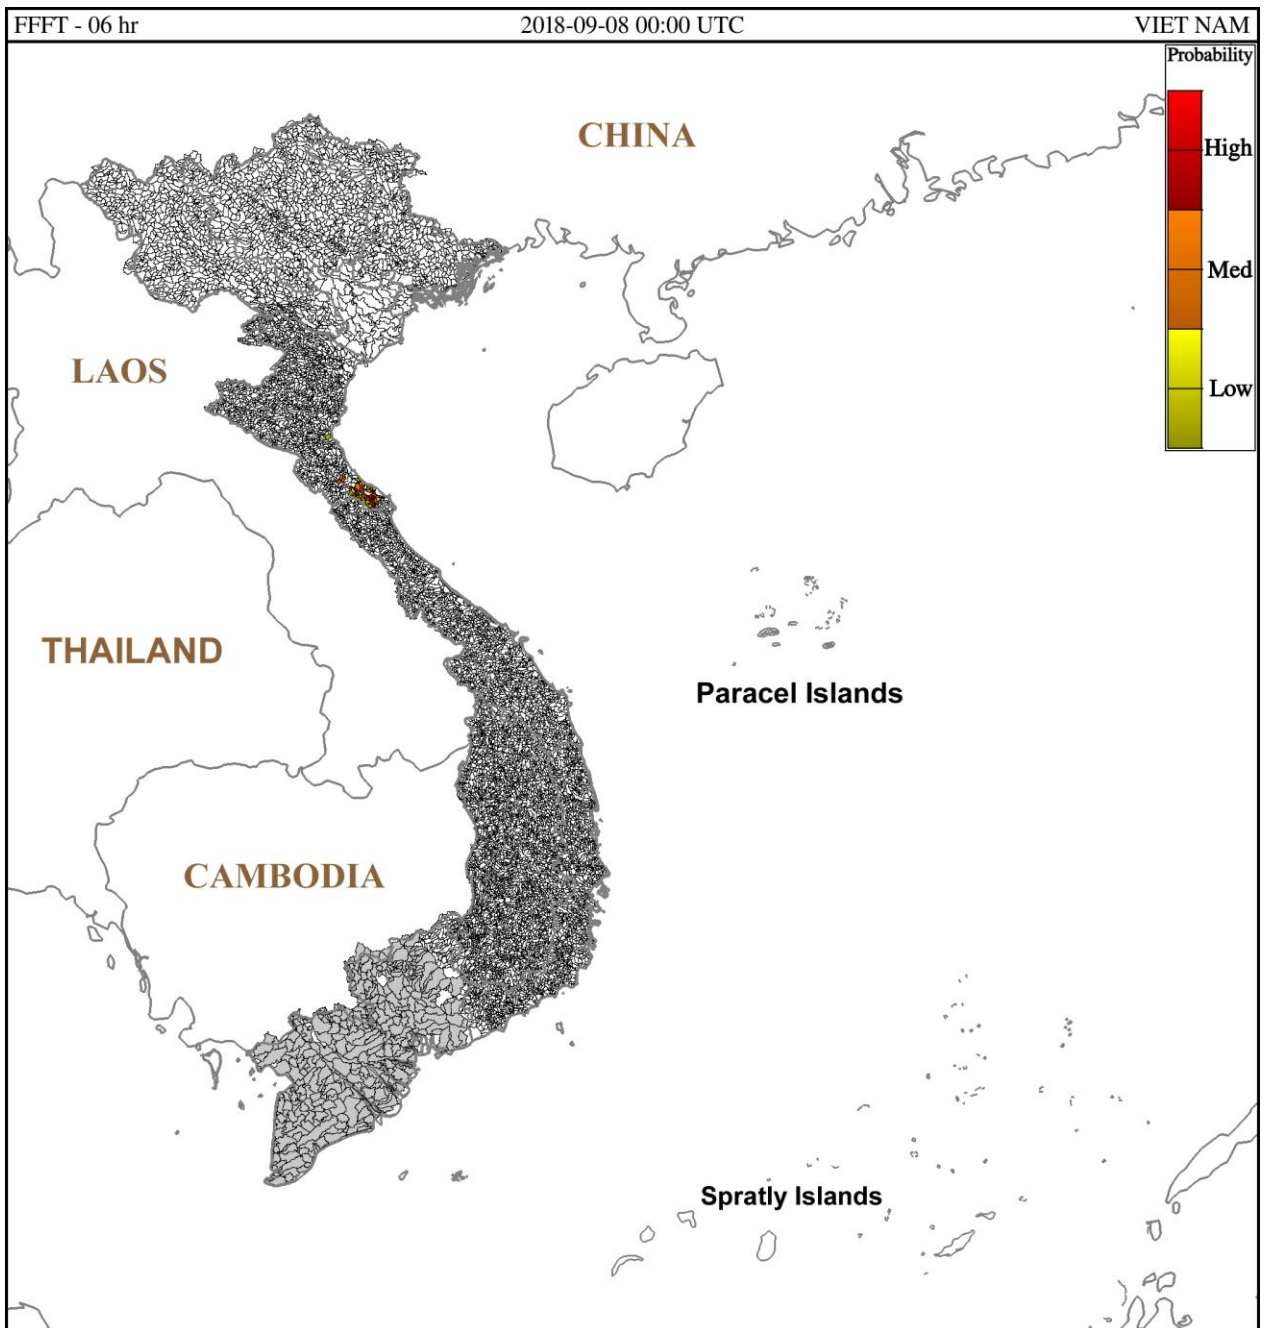 FFFT - 06 hr
2018-09-08 00:00 UTC
VIET NAM
Probability
CHINA
High
Med
LAOS
Low
THAILAND
Paracel Islands
CAMBODIA
Spratly Islands